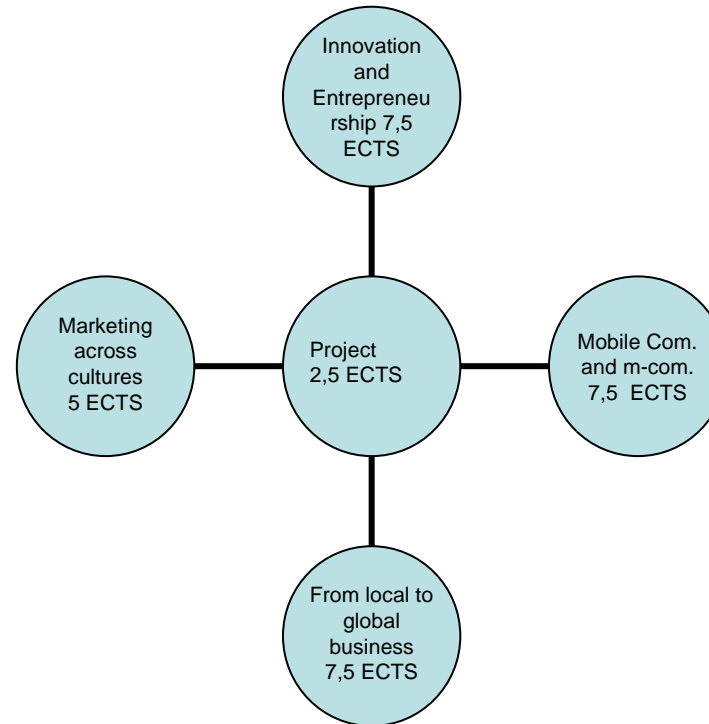 Innovation
and
Entrepreneu
rship 7,5
ECTS
Marketing
across
cultures
5 ECTS
Project
2,5 ECTS
Mobile Com.
and m-com.
7,5  ECTS
From local to
global
business
7,5 ECTS